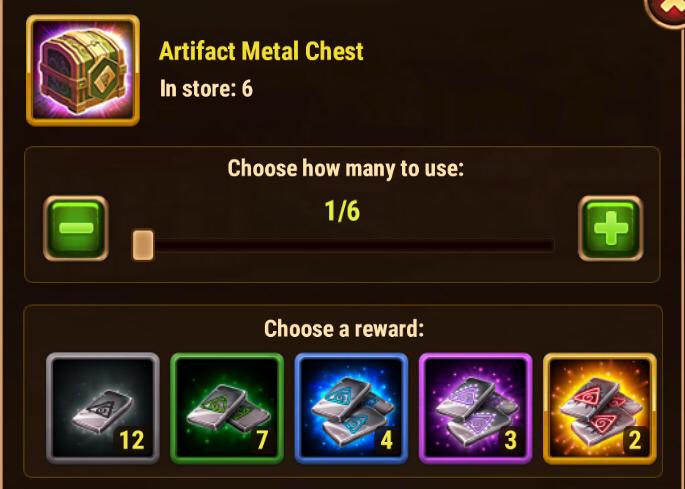 Artifact Metal Chest
In store: 6
Choose how many to use:
1/6
Choose a reward:
12 7 4 3 2